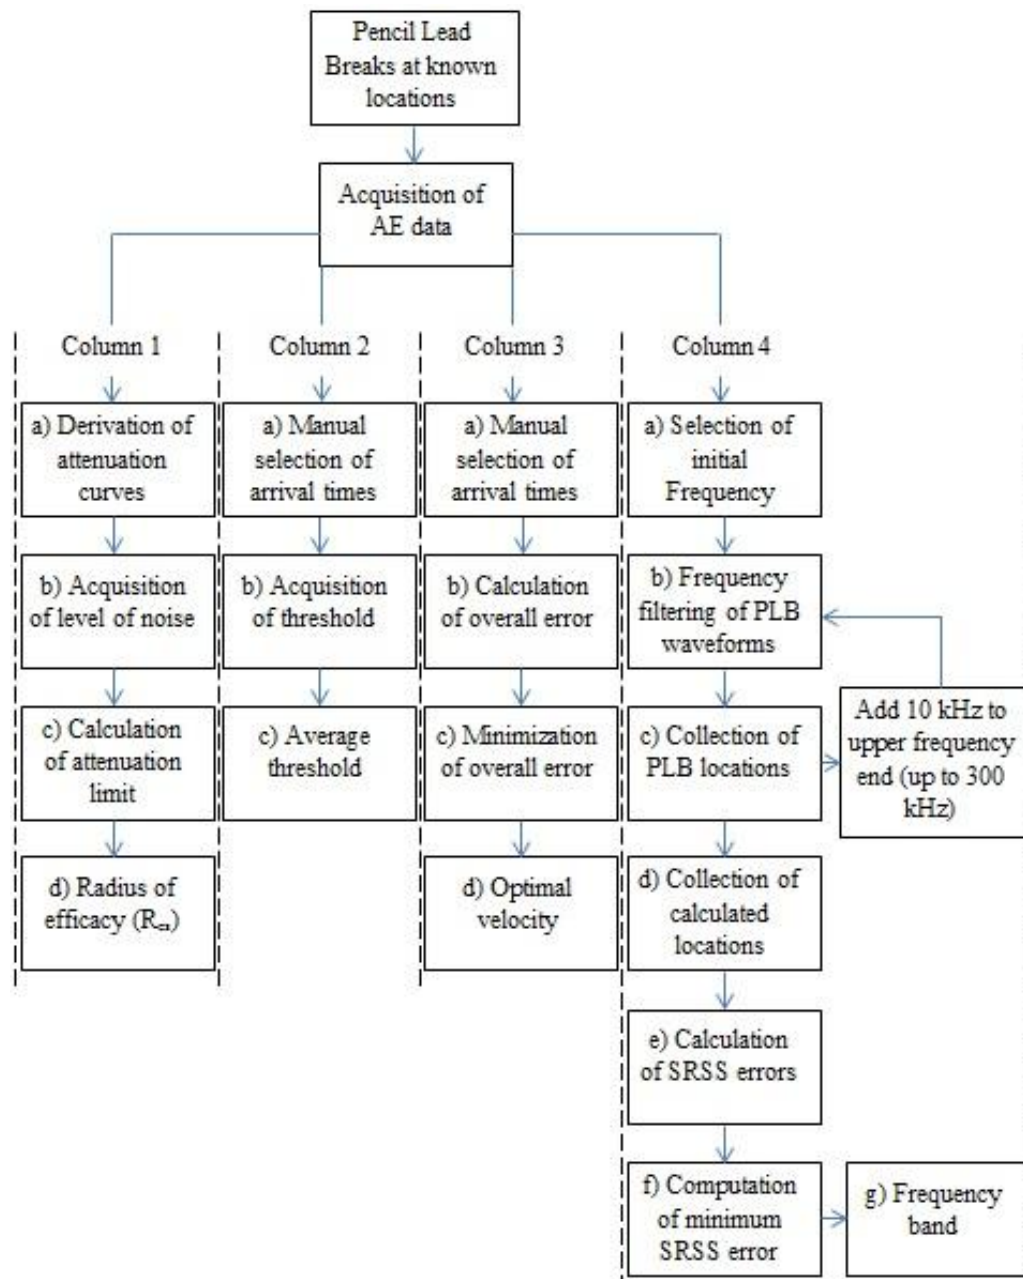 Pencil Lead
Breaks at known
locations
Acquisition of
AE data
Column 1
a) Derivation of
attenuation
curves
b) Acquisition
of level of noise
c) Calculation
of attenuation
limit
d) Radius of
efficacy (R
Column 2
a) Manual
selection of
arrival times
b) Acquisition
of threshold
c) Average
threshold
Column 3
a) Manual
selection of
arrival times
b) Calculation
of overall error
c) Minimization
of overall error
d) Optimal
velocity
Column 4
a) Selection of
initial
Frequency
b) Frequency
filtering of PLB
waveforms
c) Collection of
PLB locations
Add 10 kHz to
upper frequency
end (up to 300
kHz)
d) Collection of
calculated
locations
e) Calculation
of SRSS errors
f) Computation
of minimum
SRSS error
g) Frequency
band